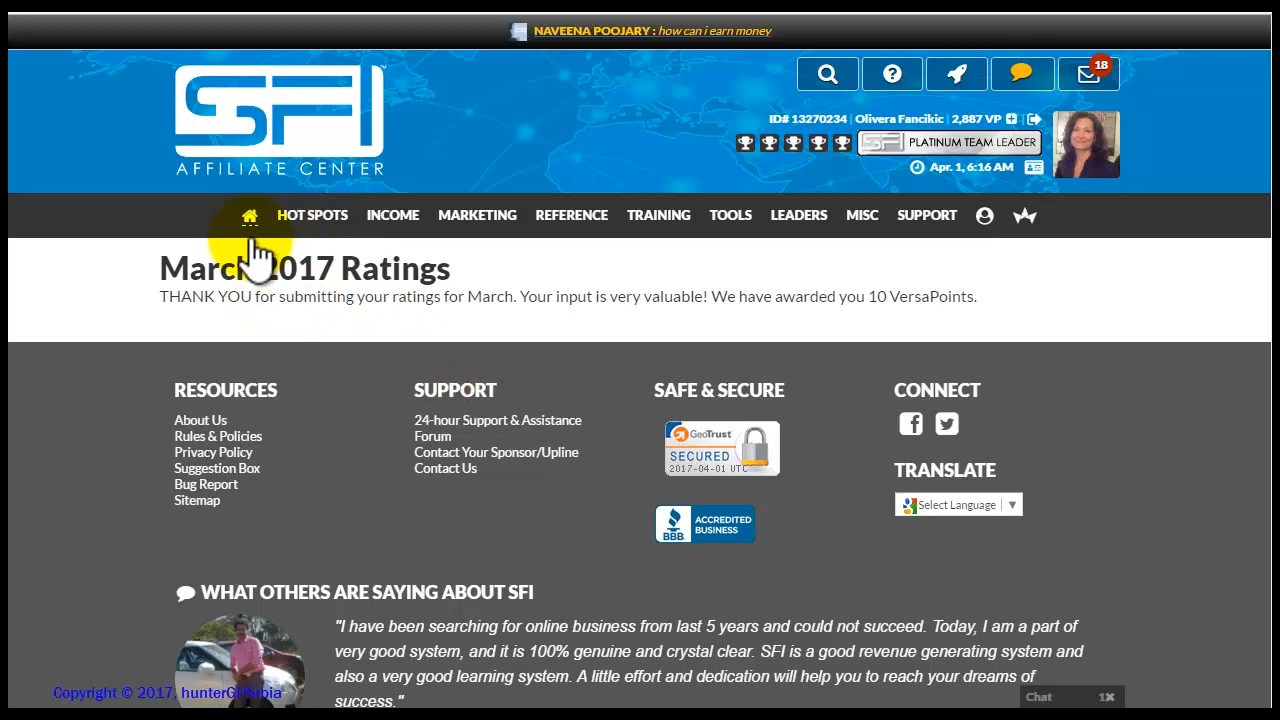 NAVEENA POOJARY : how can i earn money
SFI
AFFILIATE CENTER
18
ID# 13270234 | Olivera Fancikic | 2,887 VP
SFI PLATINUM TEAM LEADER
Apr. 1, 6:16 AM
HOT SPOTS INCOME MARKETING REFERENCE TRAINING TOOLS LEADERS MISC SUPPORT
March 2017 Ratings
THANK YOU for submitting your ratings for March. Your input is very valuable! We have awarded you 10 VersaPoints.
RESOURCES
About Us
Rules & Policies
Privacy Policy
Suggestion Box
Bug Report
Sitemap
SUPPORT
24-hour Support & Assistance
Forum
Contact Your Sponsor/Upline
Contact Us
SAFE & SECURE
GeoTrust
SECURED
2017-04-01 UTC
BBB
ACCREDITED
BUSINESS
CONNECT
TRANSLATE
Select Language
WHAT OTHERS ARE SAYING ABOUT SFI
"I have been searching for online business from last 5 years and could not succeed. Today, I am a part of
very good system, and it is 100% genuine and crystal clear. SFI is a good revenue generating system and
also a very good learning system. A little effort and dedication will help you to reach your dreams of
success."
Chat 1
Copyright © 2017, hunterGPSrbia